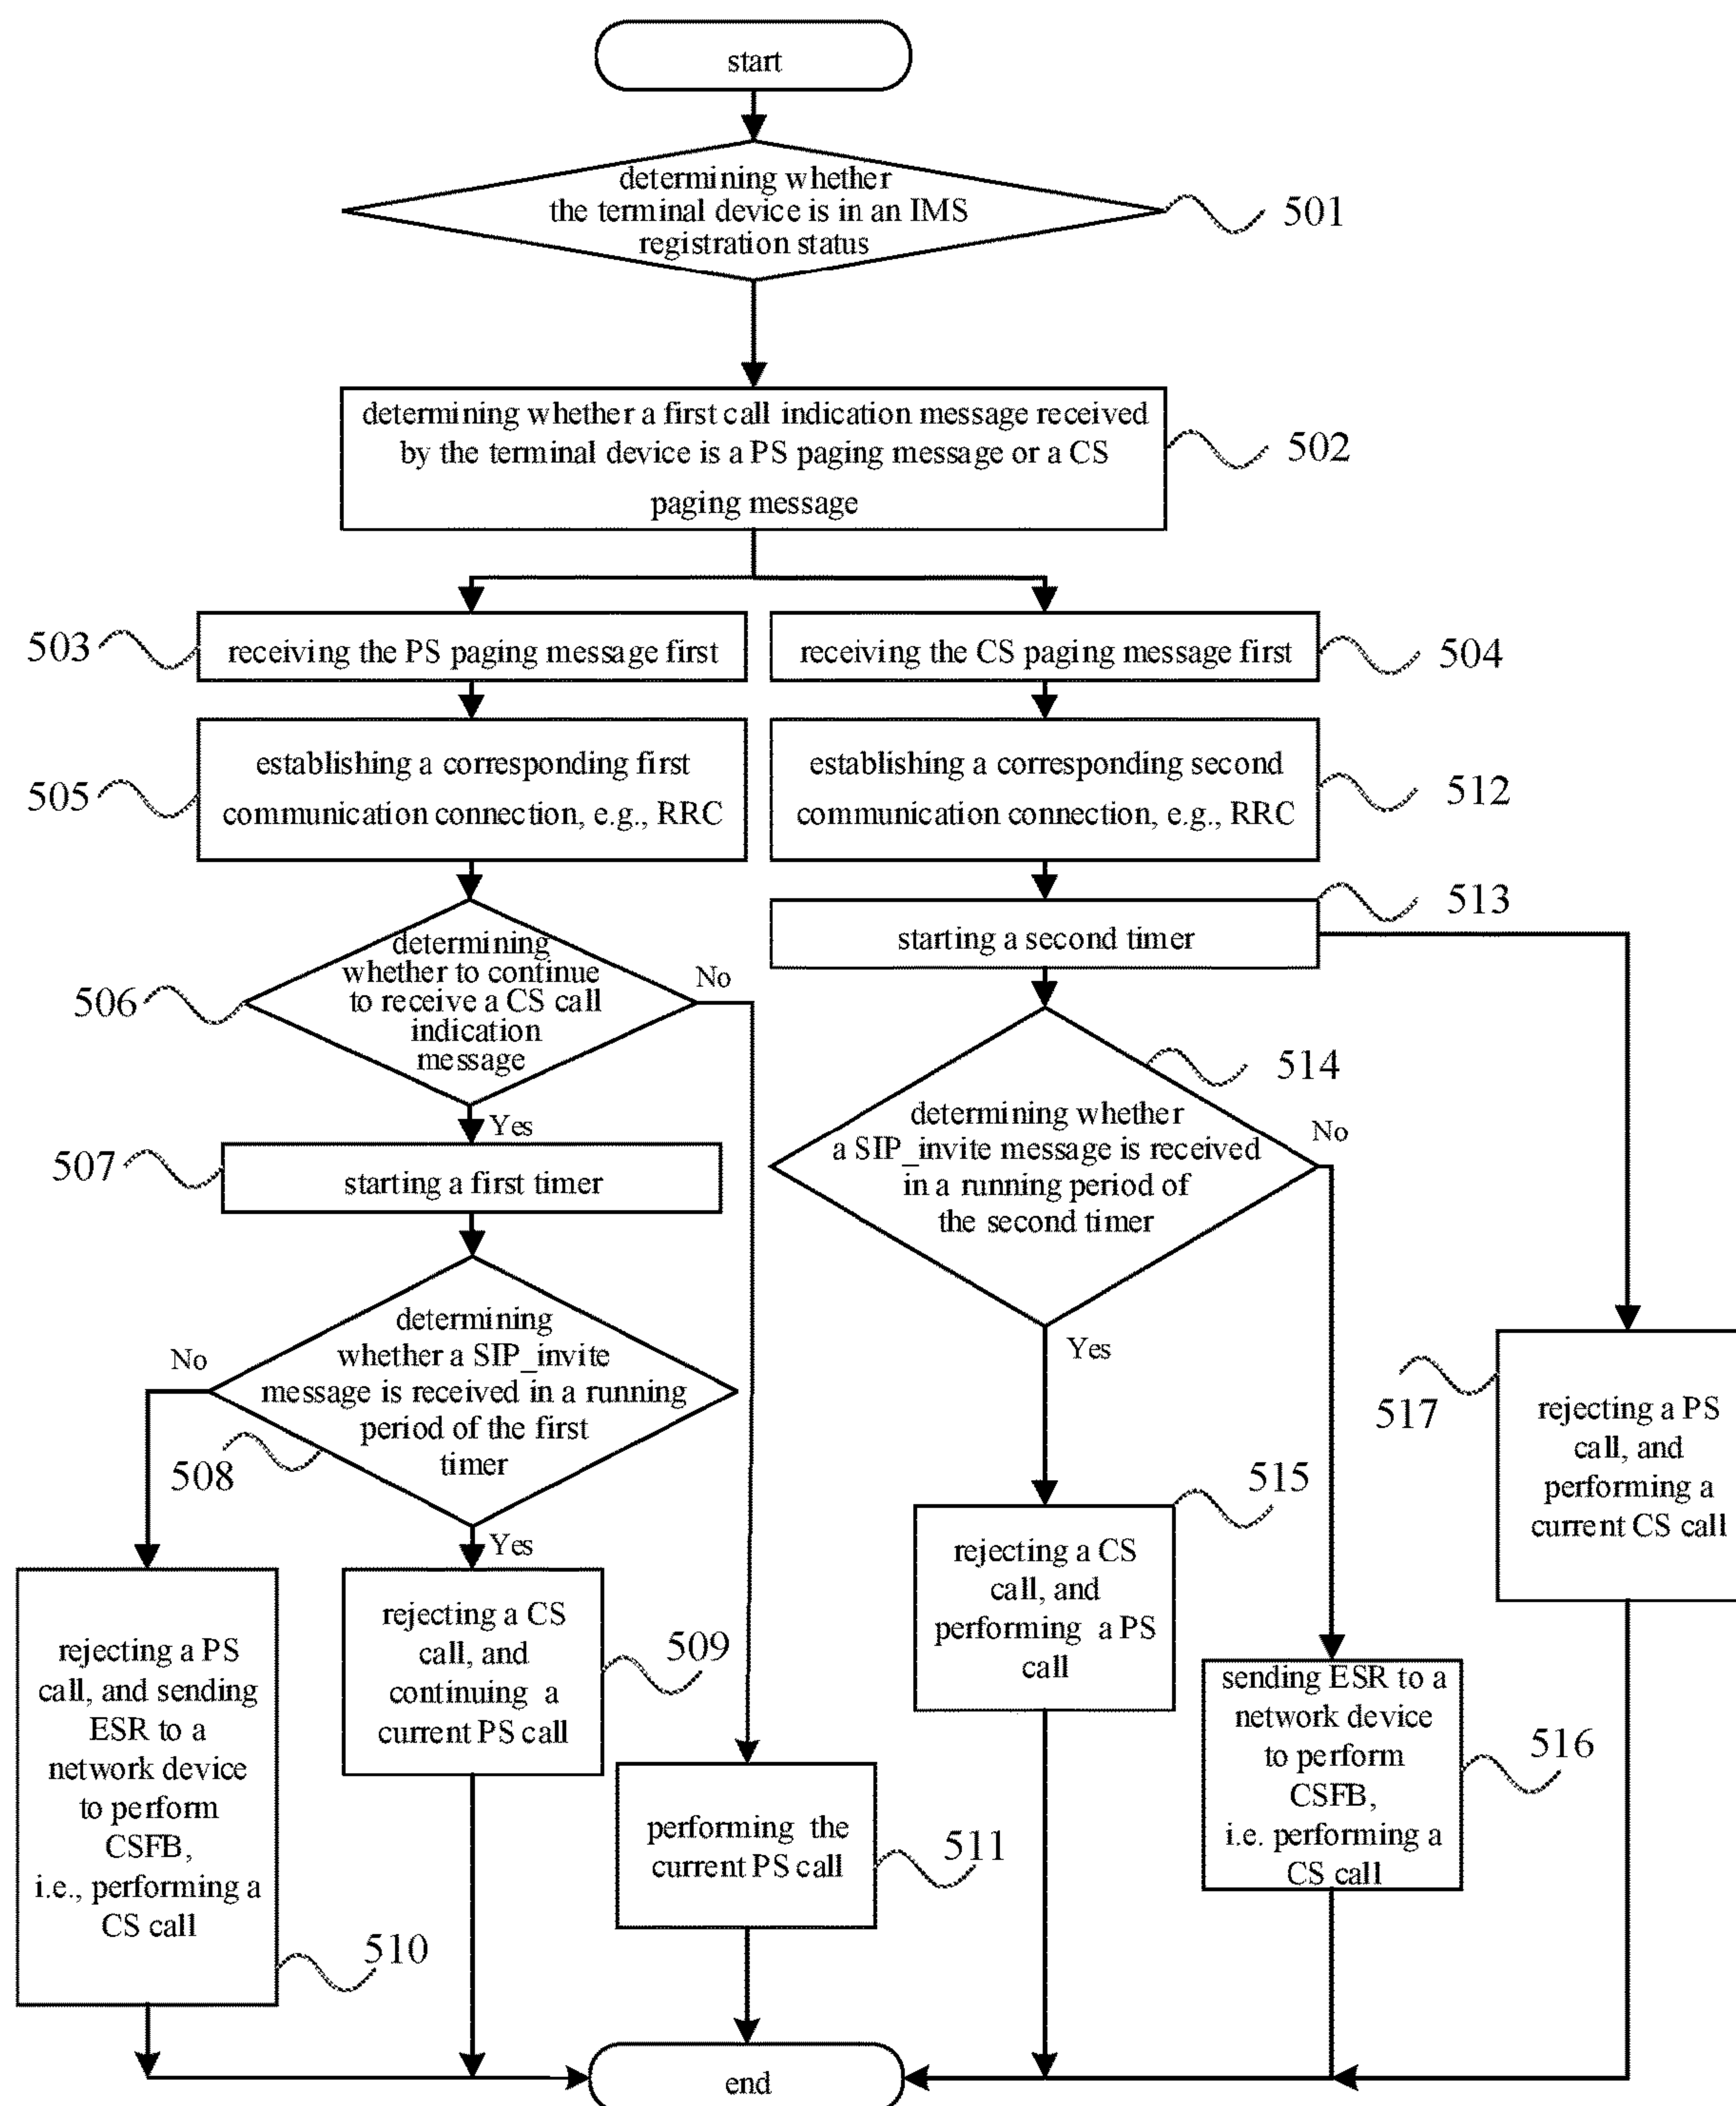 start
determining whether
the terminal device is in an IMS
registration status
501
determining whether a first call indication message received
by the terminal device is a PS paging message or a CS
paging message
502
503
receiving the PS paging message first
receiving the CS paging message first
504
505
establishing a corresponding first
communication connection, e.g., RRC
establishing a corresponding second
communication connection, e.g., RRC
512
513
starting a second timer
506
determining
whether to continue
to receive a CS call
indication
message
No
Yes
514
determining whether
a SIP_invite message is received
in a running period of
the second timer
No
Yes
507
starting a first timer
determining
whether a SIP_invite
message is received in a running
period of the first
timer
No
508
Yes
517
rejecting a PS
call, and
performing a
current CS call
515
rejecting a CS
call, and
performing a PS
call
rejecting a PS
call, and sending
ESR to a
network device
to perform
CSFB,
i.e., performing a
CS call
510
rejecting a CS
call, and
continuing a
current PS call
509
performing the
current PS call
511
sending ESR to a
network device
to perform
CSFB,
i.e. performing a
CS call
516
end